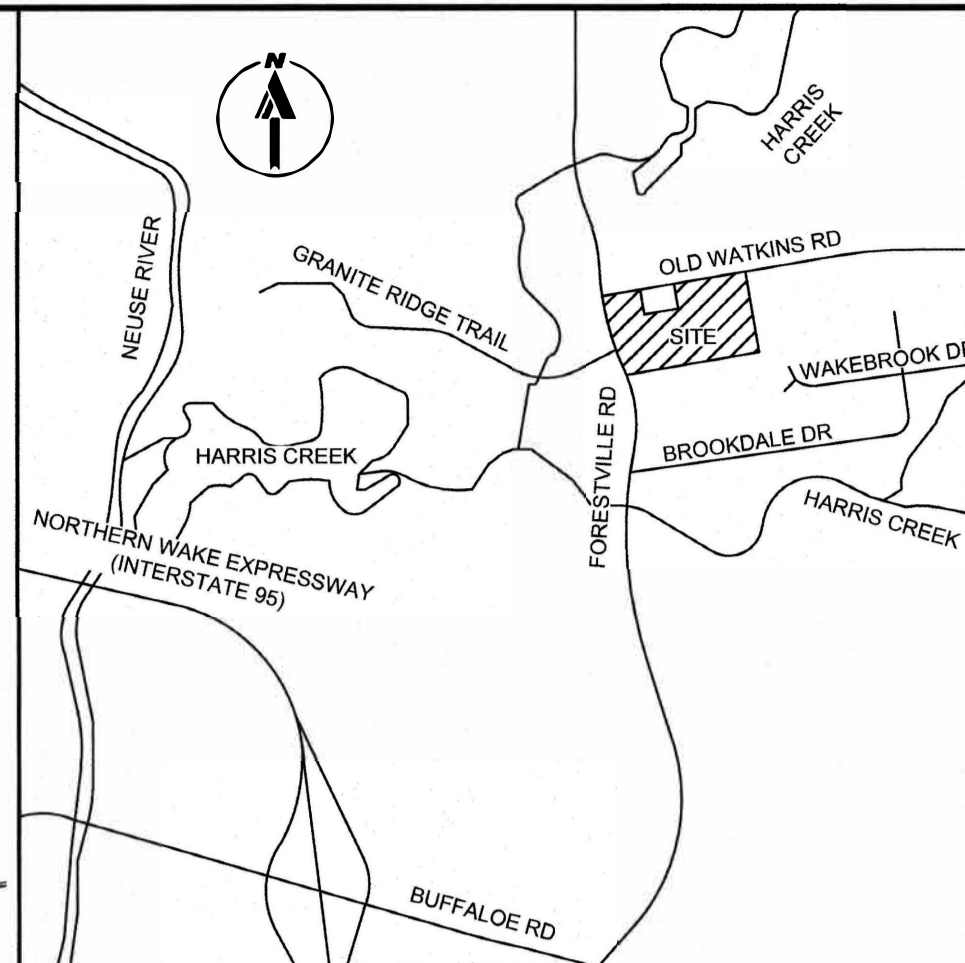 N
HARRIS
CREEK
NEUSE RIVER
GRANITE RIDGE TRAIL
OLD WATKINS RD
SITE
WAKEBROOK DR
FORESTVILLE RD
BROOKDALE DR
HARRIS CREEK
HARRIS CREEK
NORTHERN WAKE EXPRESSWAY
(INTERSTATE 95)
BUFFALOE RD